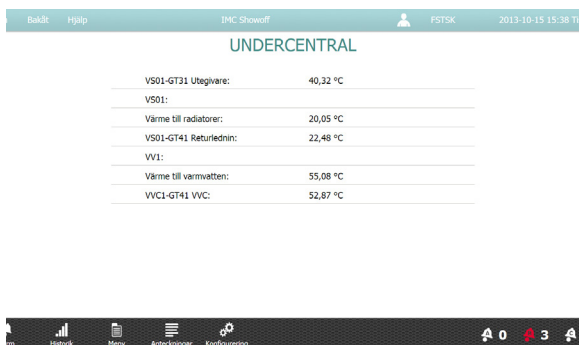 Bakåt Hjälp IMC Showoff FSTSK 2013-10-15 15:38
UNDERCENTRAL
VS01-GT31 Utegivare: 40,32 °C
VS01:
Värme till radiatorer: 20,05 °C
VS01-GT41 Returlednin: 22,48 °C
VV1:
Värme till varmvatten: 55,08 °C
VVC1-GT41 VVC: 52,87 °C
A 0 3
Historik Meny Anteckningar Konfigurering